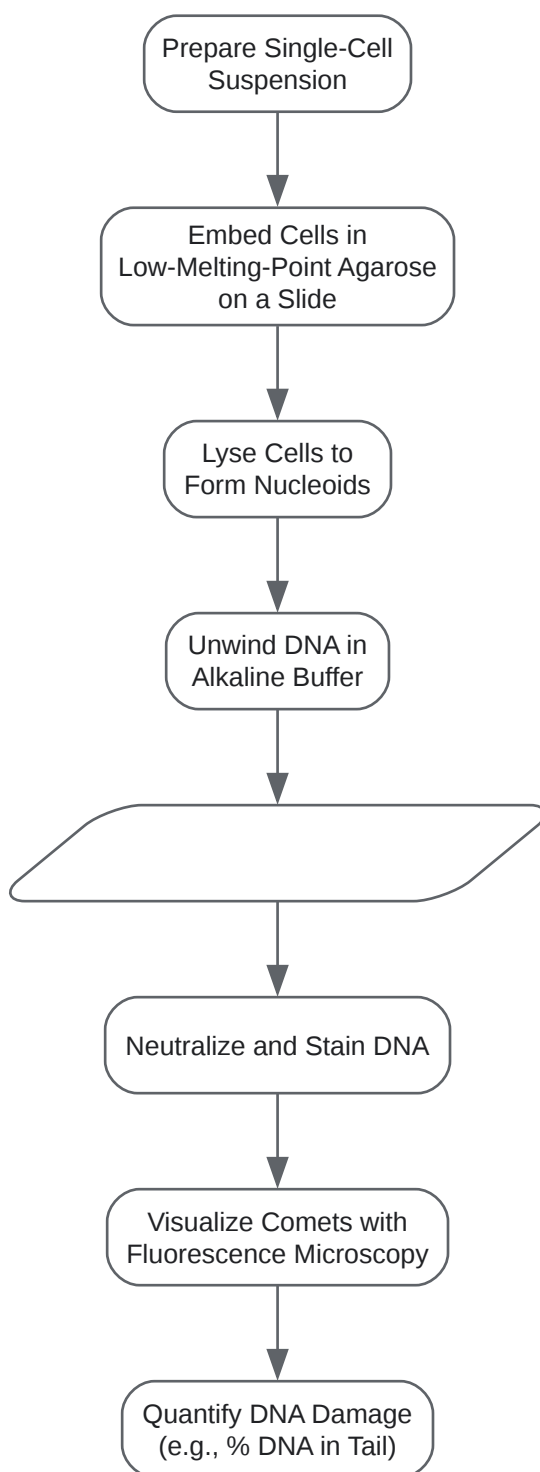 Prepare Single-Cell
Suspension
Embed Cells in
Low-Melting-Point Agarose
on a Slide
Lyse Cells to
Form Nucleoids
Unwind DNA in
Alkaline Buffer
Neutralize and Stain DNA
Visualize Comets with
Fluorescence Microscopy
Quantify DNA Damage
(e.g., % DNA in Tail)